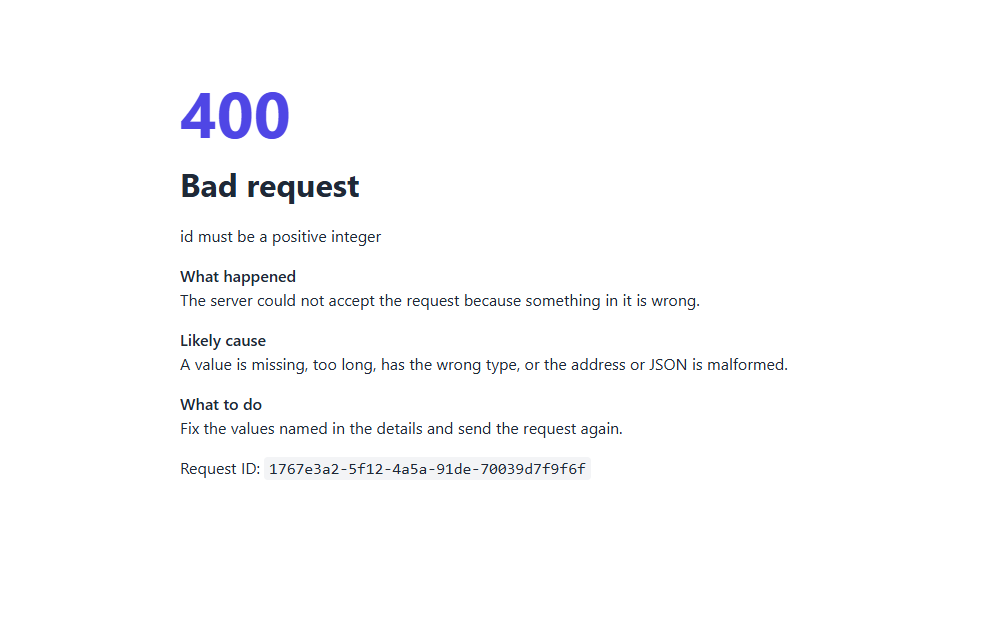 400
Bad request
id must be a positive integer
What happened
The server could not accept the request because something in it is wrong.
Likely cause
A value is missing, too long, has the wrong type, or the address or JSON is malformed.
What to do
Fix the values named in the details and send the request again.
Request ID: 1767e3a2-5f12-4a5a-91de-70039d7f9f6f